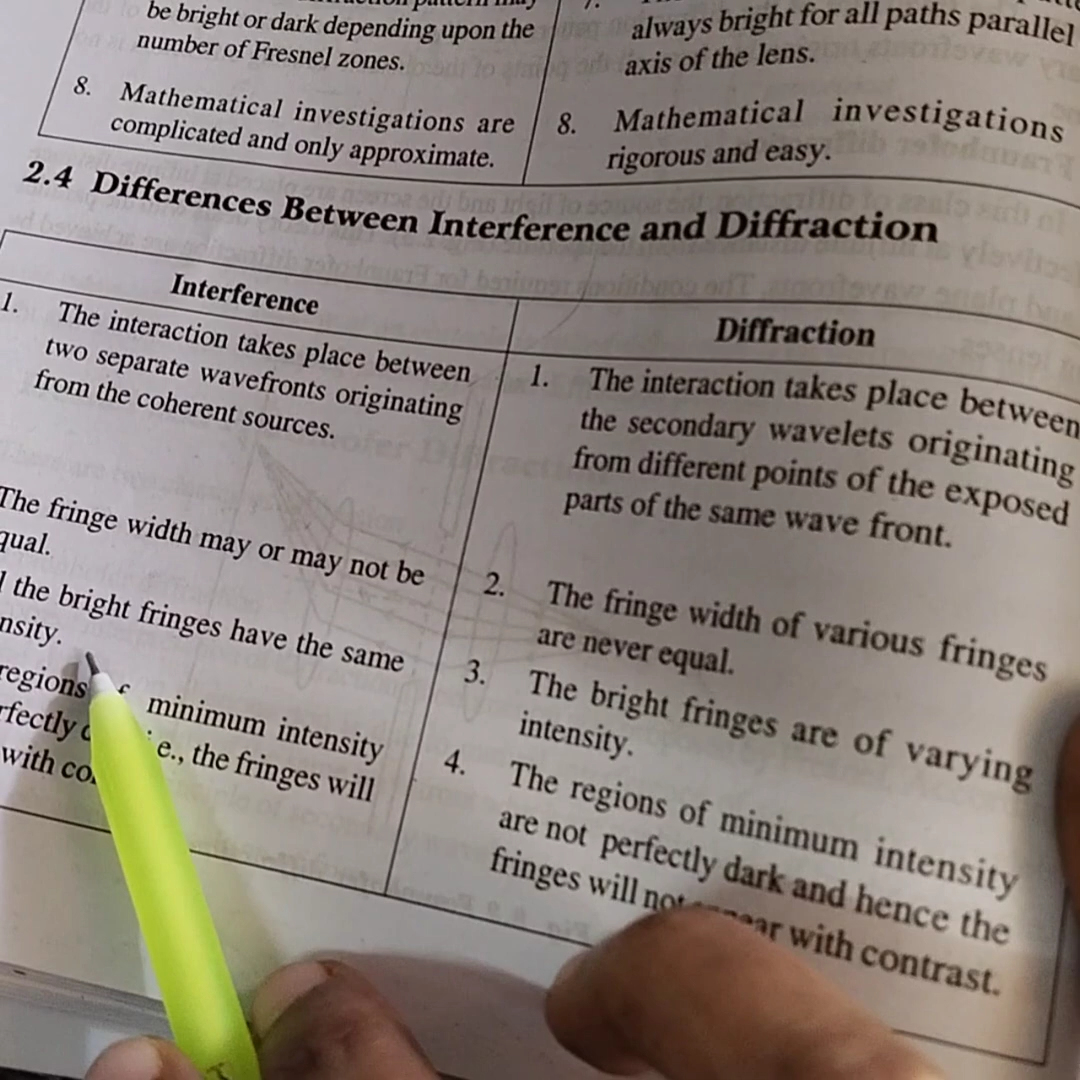 be bright or dark depending upon the
number of Fresnel zones.
8. Mathematical investigations are
complicated and only approximate.
7.
always bright for all paths parallel
axis of the lens.
8. Mathematical investigations
rigorous and easy.
2.4 Differences Between Interference and Diffraction
Interference
1. The interaction takes place between
two separate wavefronts originating
from the coherent sources.
The fringe width may or may not be
qual.
the bright fringes have the same
nsity.
regions minimum intensity
rfectly e., the fringes will
with co
Diffraction
1. The interaction takes place between
the secondary wavelets originating
from different points of the exposed
parts of the same wave front.
2. The fringe width of various fringes
are never equal.
3. The bright fringes are of varying
intensity.
4. The regions of minimum intensity
are not perfectly dark and hence the
fringes will not with contrast.